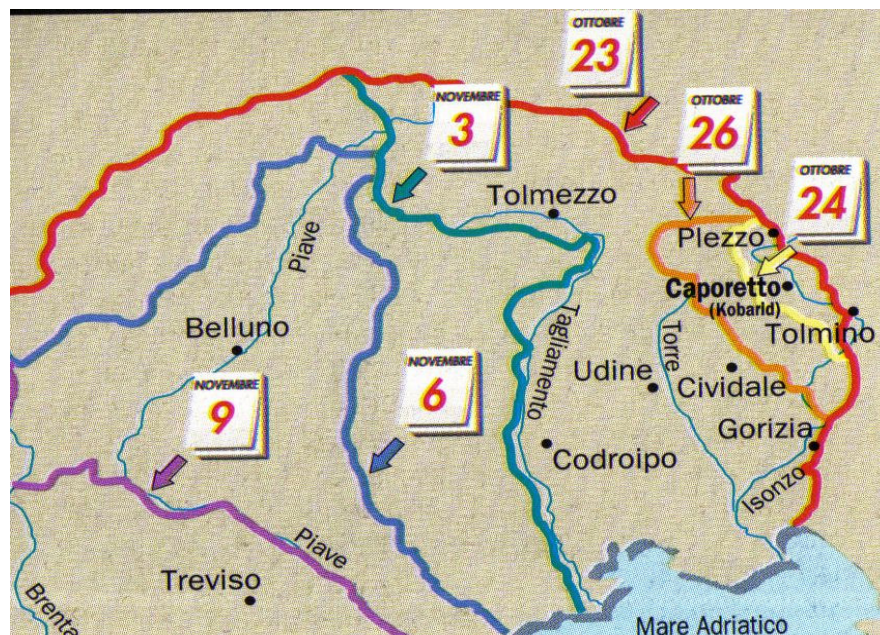 OTTOBRE
23
OTTOBRE
26
NOVEMBRE
3
OTTOBRE
24
Tolmezzo
Plezzo
Piave
Caporetto
(Kobarid)
Tolmino
Belluno
Tagliamento
Torre
Udine
Cividale
NOVEMBRE
9
NOVEMBRE
6
Gorizia
Codroipo
Isonzo
Piave
Treviso
Brenta
Mare Adriatico